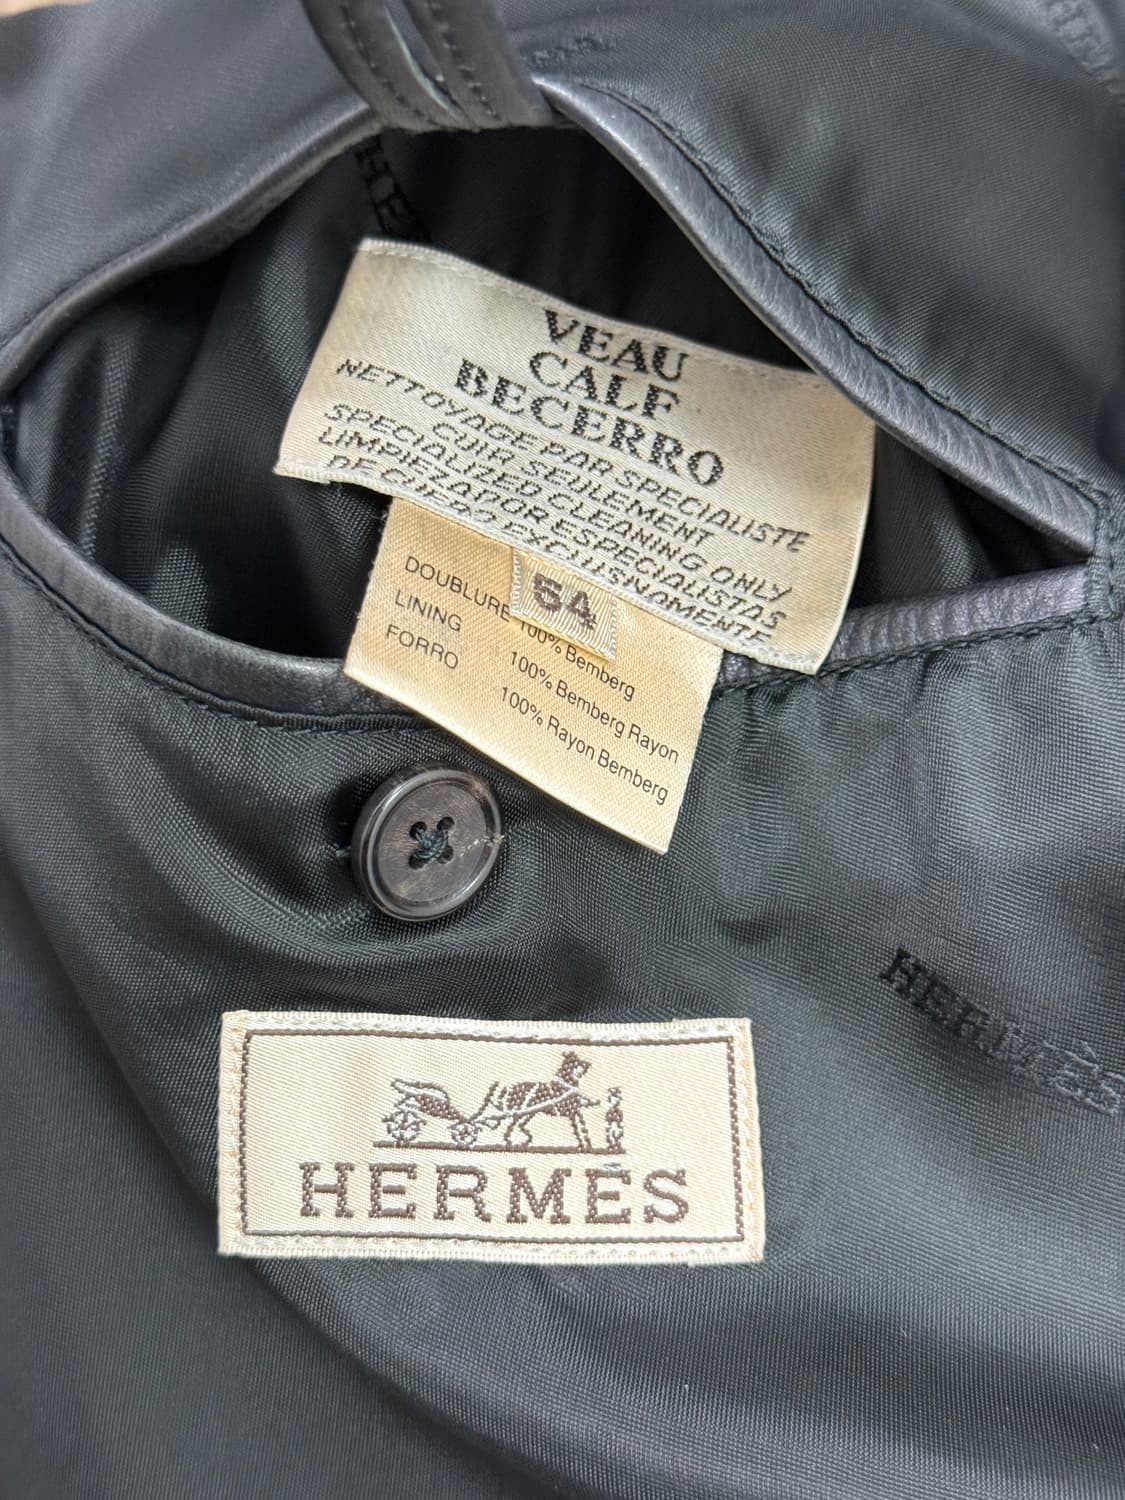 VEAU
CALF
BECERRO
NETTOYAGE PAR SPECIALISTE
CUIR SEULEMENT
SPECIALIZED CLEANING ONLY
LIMPIEZA POR ESPECIALISTAS
DE CUERO EXCLUSIVAMENTE
54
DOUBLURE 100% Bemberg
LINING 100% Bemberg Rayon
FORRO 100% Rayon Bemberg
HERMÈS
HERMÈS